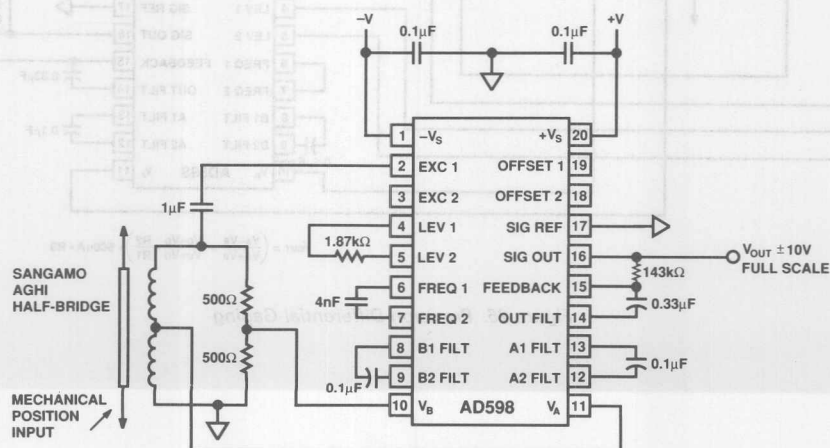 –V
0.1µF
0.1µF
+V
1 –VS
+VS 20
2 EXC 1
OFFSET 1 19
3 EXC 2
OFFSET 2 18
4 LEV 1
SIG REF 17
5 LEV 2
SIG OUT 16
6 FREQ 1
FEEDBACK 15
7 FREQ 2
OUT FILT 14
8 B1 FILT
A1 FILT 13
9 B2 FILT
A2 FILT 12
10 VB
AD598
VA 11
1µF
1.87kΩ
4nF
0.1µF
500Ω
500Ω
SANGAMO
AGHI
HALF-BRIDGE
MECHANICAL
POSITION
INPUT
VOUT ±10V
FULL SCALE
143kΩ
0.33µF
0.1µF